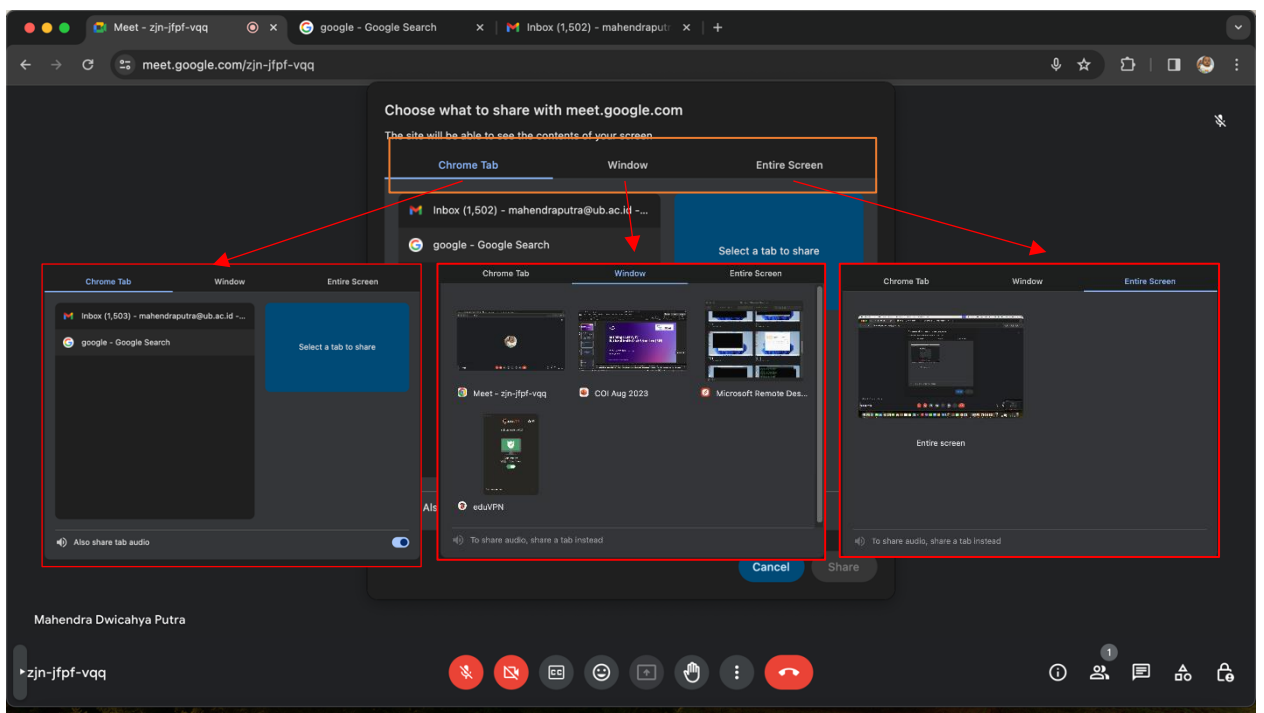 Meet – zjn-jfpf-vqq
google - Google Search
Inbox (1,502) - mahendraputr
meet.google.com/zjn-jfpf-vqq
Choose what to share with meet.google.com
The site will be able to see the contents of your screen
Chrome Tab Window Entire Screen
Inbox (1,502) - mahendraputra@ub.ac.id -...
google - Google Search
Select a tab to share
Chrome Tab Window Entire Screen
Inbox (1,503) - mahendraputra@ub.ac.id -...
google - Google Search
Select a tab to share
Also share tab audio
Chrome Tab Window Entire Screen
Meet – zjn-jfpf-vqq
COI Aug 2023
Microsoft Remote Des...
eduVPN
To share audio, share a tab instead
Chrome Tab Window Entire Screen
Entire screen
To share audio, share a tab instead
Als
Cancel Share
Mahendra Dwicahya Putra
zjn-jfpf-vqq
CC
1